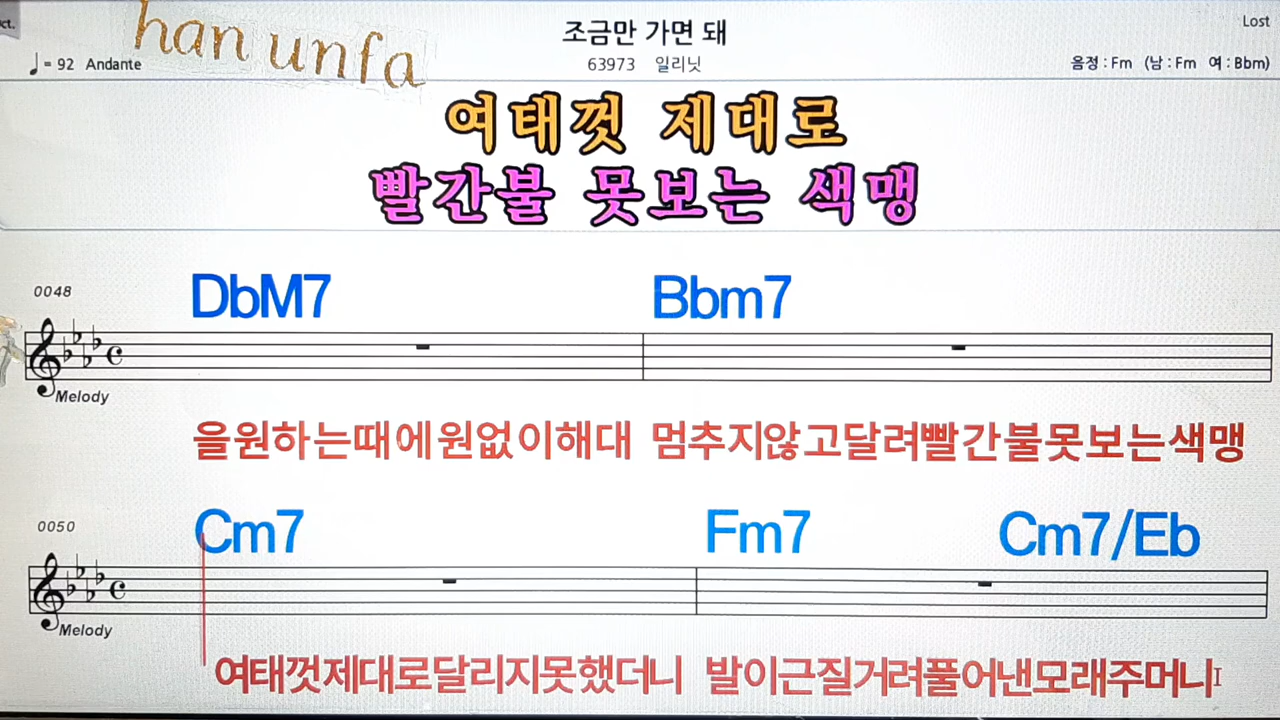 ct.
han unfa
조금만 가면 돼
Lost
♩= 92 Andante
63973 일리닛
음정 : Fm (남 : Fm 여 : Bbm)
여태껏 제대로
빨간불 못보는 색맹
0048
DbM7 Bbm7
Melody
을원하는때에원없이해대 멈추지않고달려빨간불못보는색맹
0050
Cm7 Fm7 Cm7/Eb
Melody
여태껏제대로달리지못했더니 발이근질거려풀어낸모래주머니